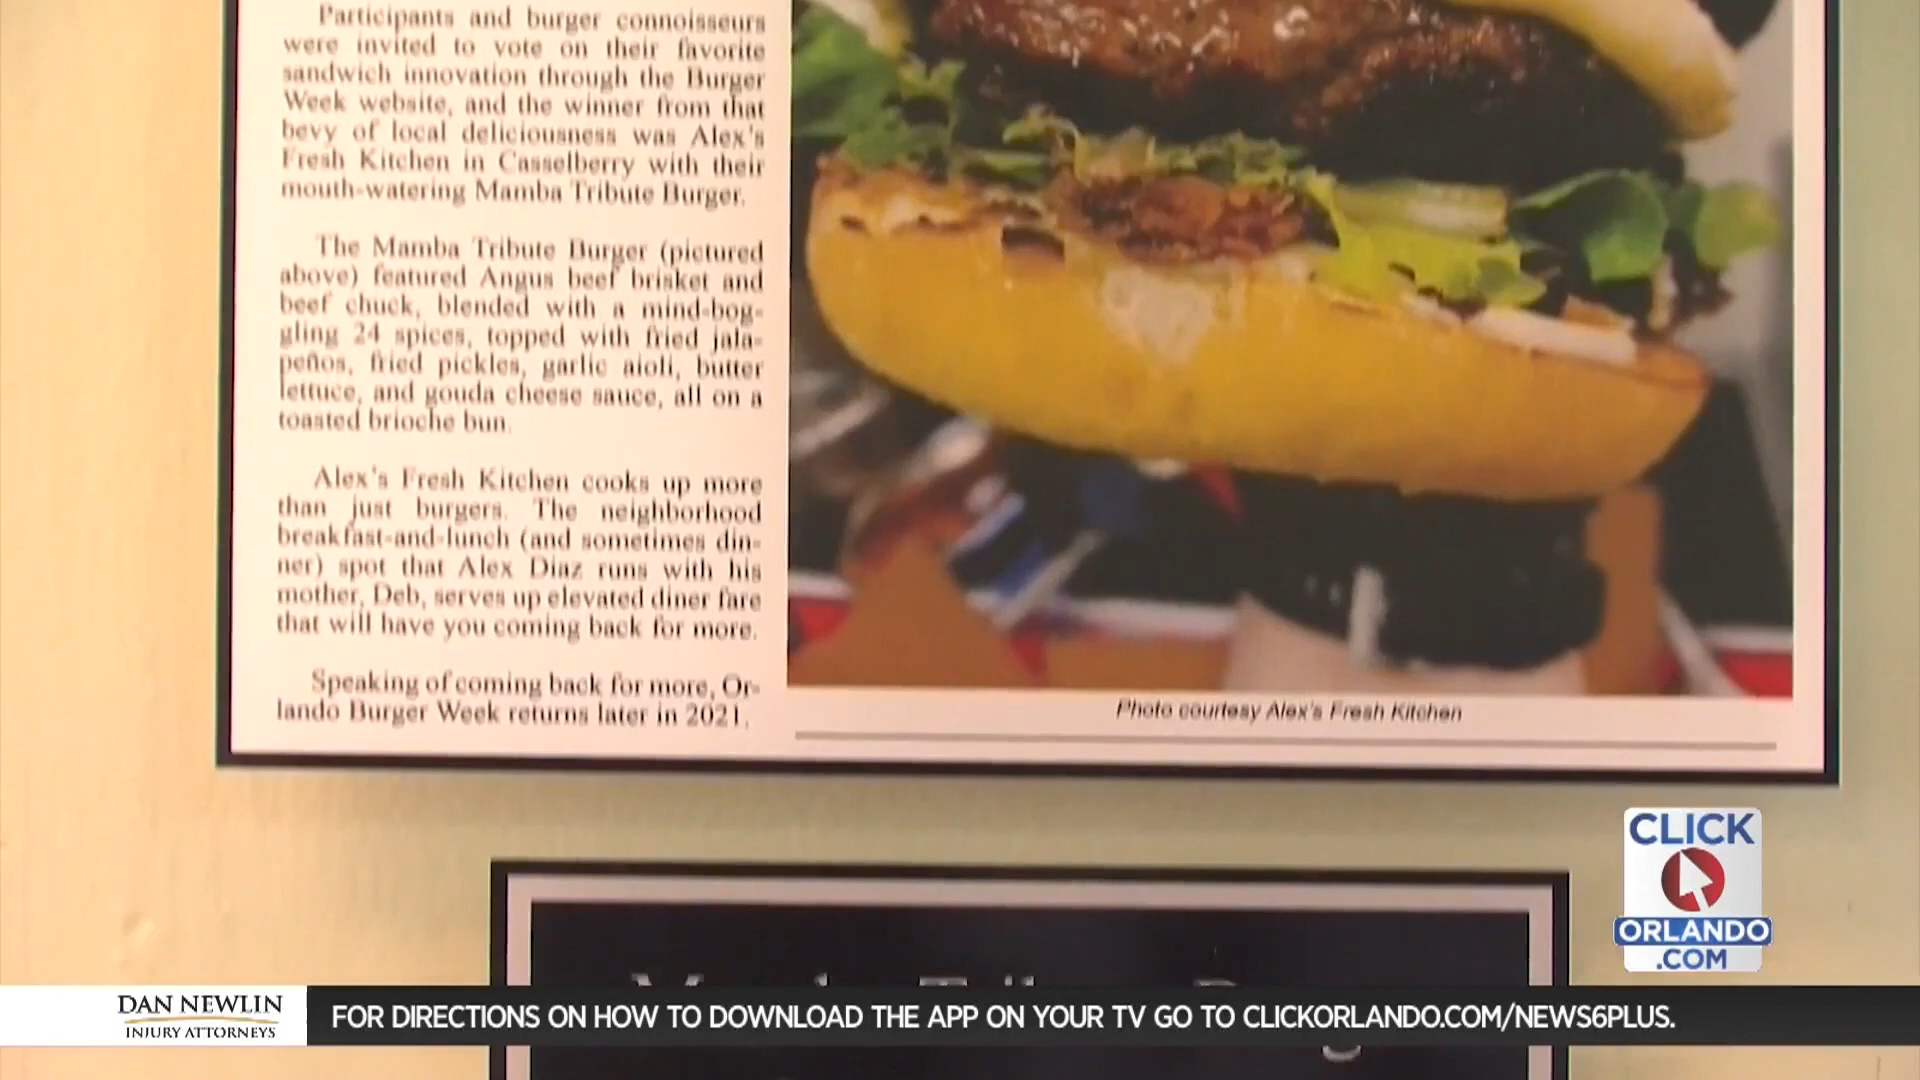 Participants and burger connoisseurs
were invited to vote on their favorite
sandwich innovation through the Burger
Week website, and the winner from that
bevy of local deliciousness was Alex's
Fresh Kitchen in Casselberry with their
mouth-watering Mamba Tribute Burger.
The Mamba Tribute Burger (pictured
above) featured Angus beef brisket and
beef chuck, blended with a mind-bog-
gling 24 spices, topped with fried jala-
peños, fried pickles, garlic aioli, butter
lettuce, and gouda cheese sauce, all on a
toasted brioche bun.
Alex's Fresh Kitchen cooks up more
than just burgers. The neighborhood
breakfast-and-lunch (and sometimes din-
ner) spot that Alex Diaz runs with his
mother, Deb, serves up elevated diner fare
that will have you coming back for more.
Speaking of coming back for more, Or-
lando Burger Week returns later in 2021.
Photo courtesy Alex's Fresh Kitchen
CLICK
ORLANDO
.COM
DAN NEWLIN
INJURY ATTORNEYS
FOR DIRECTIONS ON HOW TO DOWNLOAD THE APP ON YOUR TV GO TO CLICKORLANDO.COM/NEWS6PLUS.